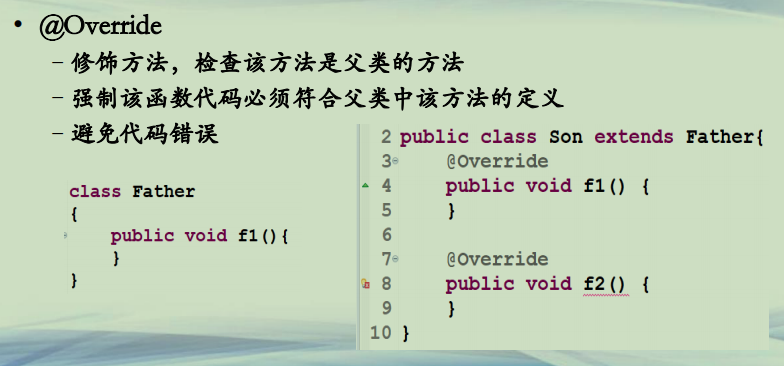 • @Override
– 修饰方法，检查该方法是父类的方法
– 强制该函数代码必须符合父类中该方法的定义
– 避免代码错误
class Father
{
    public void f1(){
    }
}
2 public class Son extends Father{
3     @Override
4     public void f1() {
5     }
6
7     @Override
8     public void f2() {
9     }
10 }